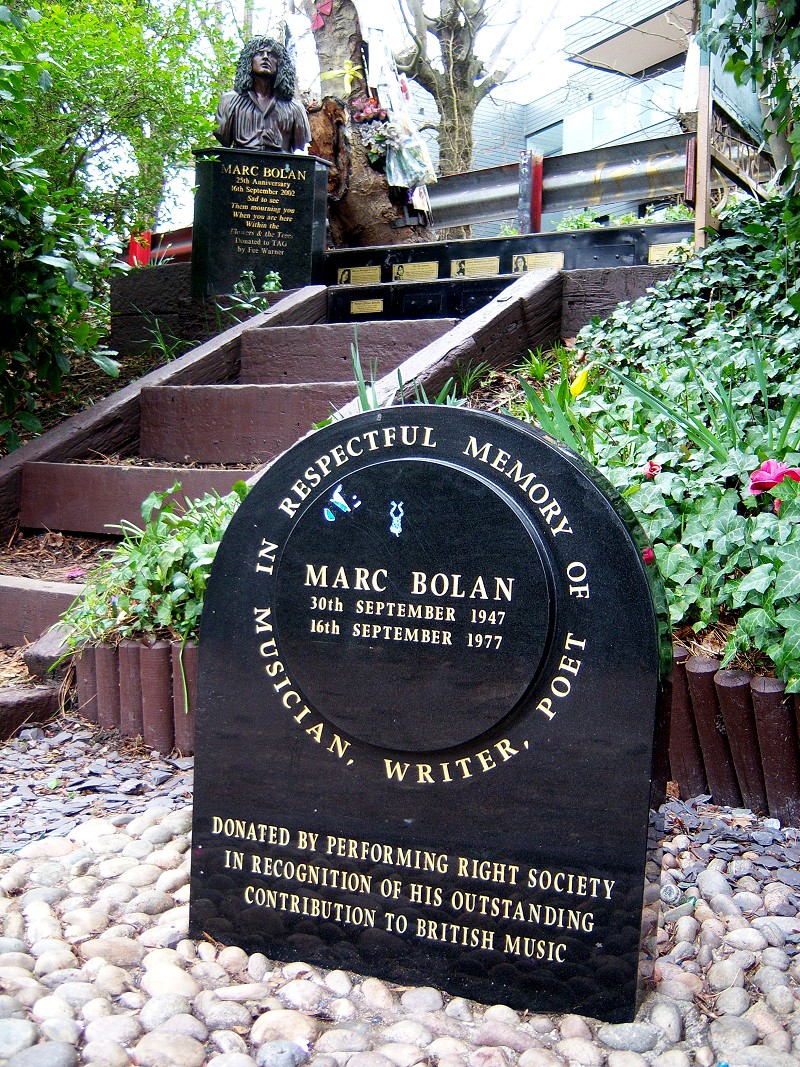 MARC BOLAN
25th Anniversary
16th September 2002
Sad to see
Them mourning you
When you are here
Within the
Flowers & the Trees
Donated to TAG
by Fee Warner
IN RESPECTFUL MEMORY OF
MARC BOLAN
30th SEPTEMBER 1947
16th SEPTEMBER 1977
MUSICIAN, WRITER, POET
DONATED BY PERFORMING RIGHT SOCIETY
IN RECOGNITION OF HIS OUTSTANDING
CONTRIBUTION TO BRITISH MUSIC